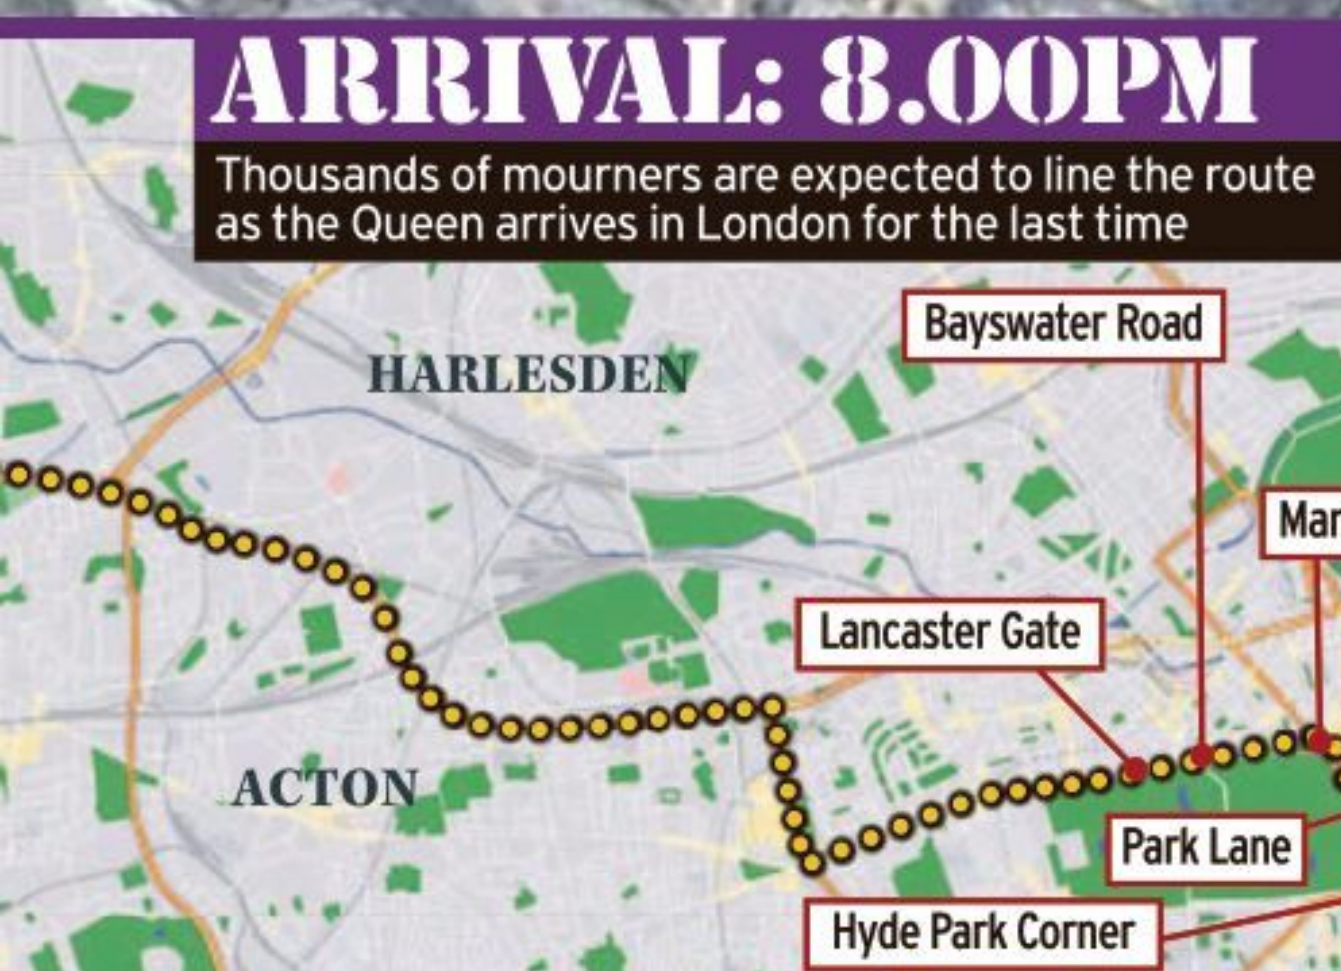 ARRIVAL: 8.00PM
Thousands of mourners are expected to line the route
as the Queen arrives in London for the last time
Bayswater Road
HARLESDEN
Mar
Lancaster Gate
ACTON
Park Lane
Hyde Park Corner